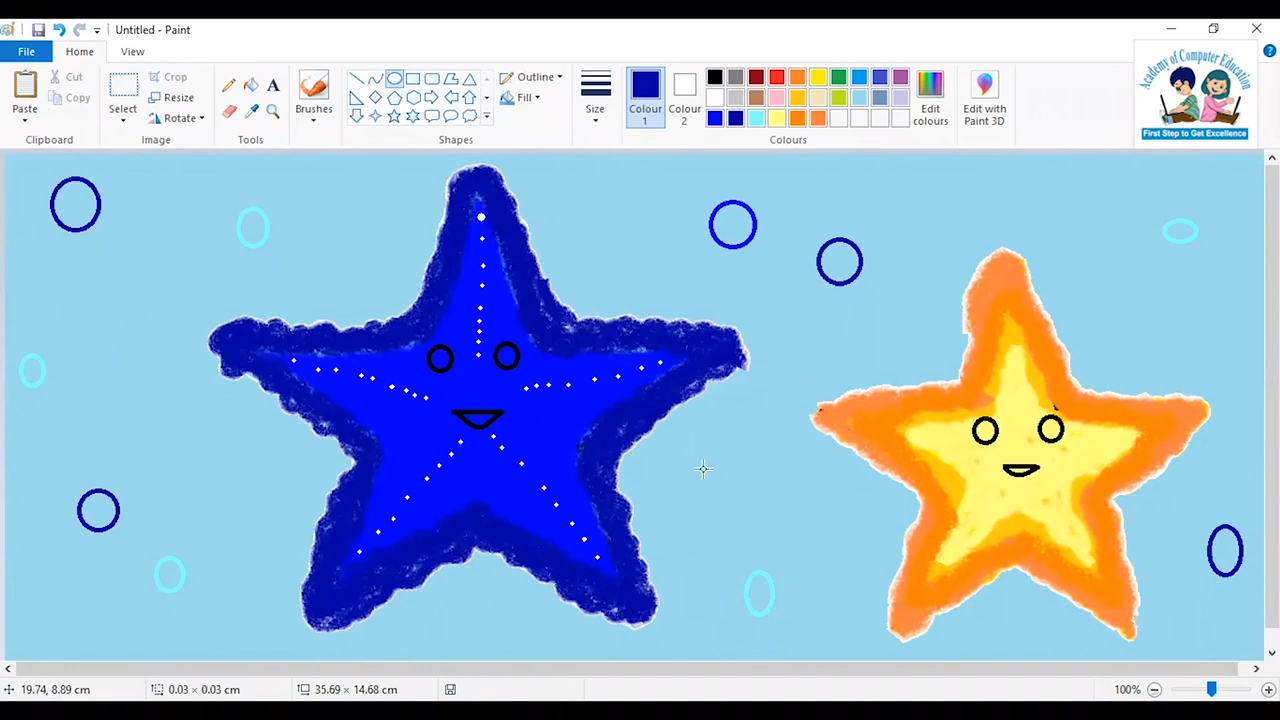 Untitled - Paint
File Home View
Paste
Cut
Copy
Clipboard
Select
Crop
Resize
Rotate
Image
A
Tools
Brushes
Outline
Fill
Shapes
Size
Colour 1
Colour 2
Edit colours
Colours
Edit with Paint 3D
Academy of Computer Education
First Step to Get Excellence
19.74, 8.89 cm 0.03 × 0.03 cm 35.69 × 14.68 cm 100%